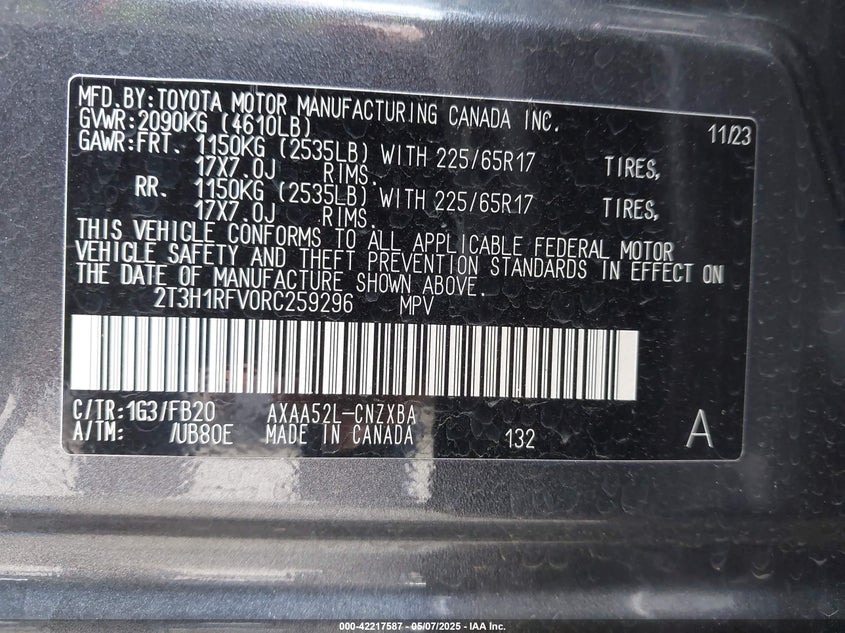 MFD.BY:TOYOTA MOTOR MANUFACTURING CANADA INC.
GVWR:2090KG (4610LB) 11/23
GAWR:FRT. 1150KG (2535LB) WITH 225/65R17 TIRES,
17X7.0J RIMS.
RR. 1150KG (2535LB) WITH 225/65R17 TIRES,
17X7.0J RIMS.
THIS VEHICLE CONFORMS TO ALL APPLICABLE FEDERAL MOTOR
VEHICLE SAFETY AND THEFT PREVENTION STANDARDS IN EFFECT ON
THE DATE OF MANUFACTURE SHOWN ABOVE.
2T3H1RFV0RC259296 MPV
C/TR:1G3/FB20 AXAA52L-CNZXBA
A/TM: /UB80E MADE IN CANADA 132 A
000-42217587 - 05/07/2025 - IAA Inc.